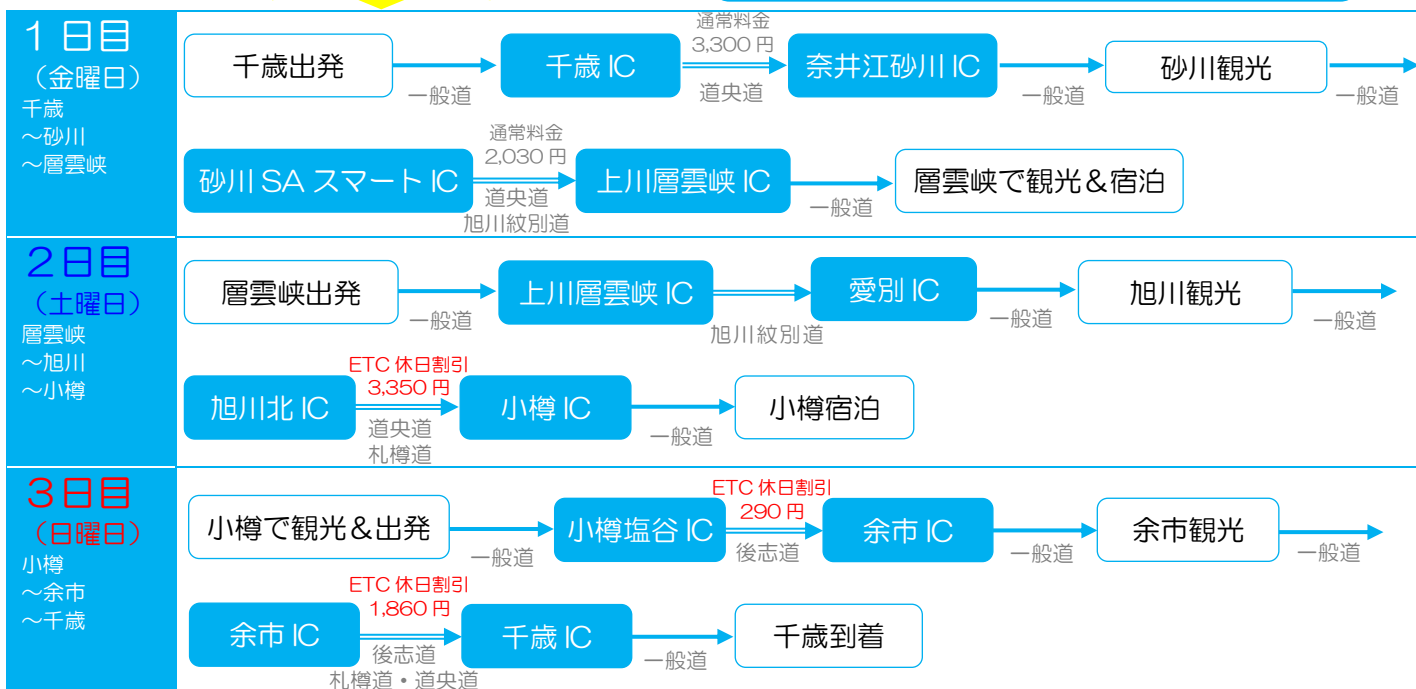 1日目
（金曜日）
千歳
～砂川
～層雲峡
千歳出発
一般道
千歳 IC
通常料金
3,300 円
道央道
奈井江砂川 IC
一般道
砂川観光
一般道
砂川 SA スマート IC
通常料金
2,030 円
道央道
旭川紋別道
上川層雲峡 IC
一般道
層雲峡で観光＆宿泊
2日目
（土曜日）
層雲峡
～旭川
～小樽
層雲峡出発
一般道
上川層雲峡 IC
旭川紋別道
愛別 IC
一般道
旭川観光
一般道
旭川北 IC
ETC 休日割引
3,350 円
道央道
札樽道
小樽 IC
一般道
小樽宿泊
3日目
（日曜日）
小樽
～余市
～千歳
小樽で観光＆出発
一般道
小樽塩谷 IC
ETC 休日割引
290 円
後志道
余市 IC
一般道
余市観光
一般道
余市 IC
ETC 休日割引
1,860 円
後志道
札樽道・道央道
千歳 IC
一般道
千歳到着